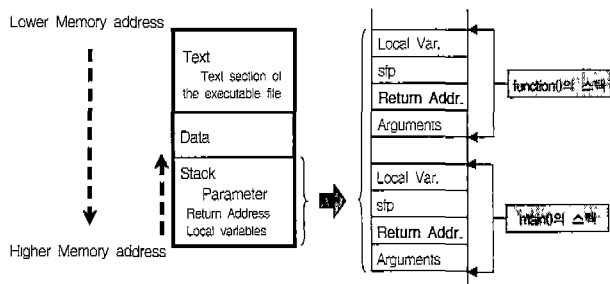 Lower Memory address
Higher Memory address
Text
Text section of
the executable file
Data
Stack
Parameter
Return Address
Local variables
Local Var.
sfp
Return Addr.
Arguments
Local Var.
sfp
Return Addr.
Arguments
function()의 스택
main()의 스택